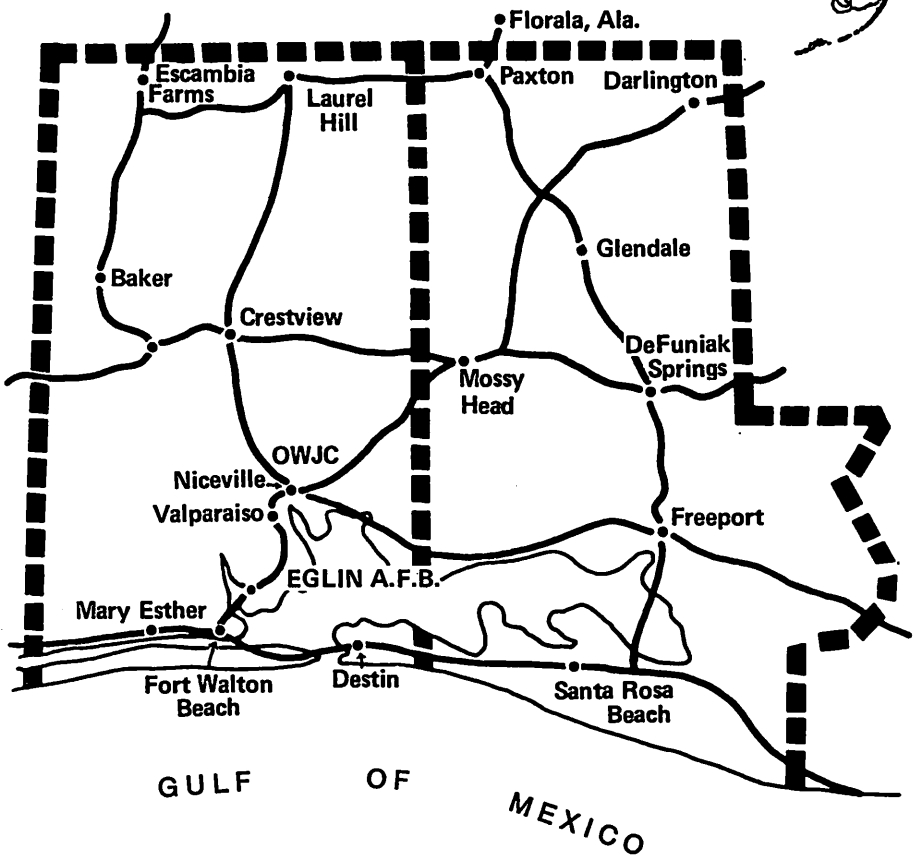 Florala, Ala.
Escambia
Farms
Laurel
Hill
Paxton
Darlington
Glendale
Baker
Crestview
DeFuniak
Springs
Mossy
Head
OWJC
Niceville
Valparaiso
Freeport
EGLIN A.F.B.
Mary Esther
Fort Walton
Beach
Destin
Santa Rosa
Beach
GULF OF MEXICO